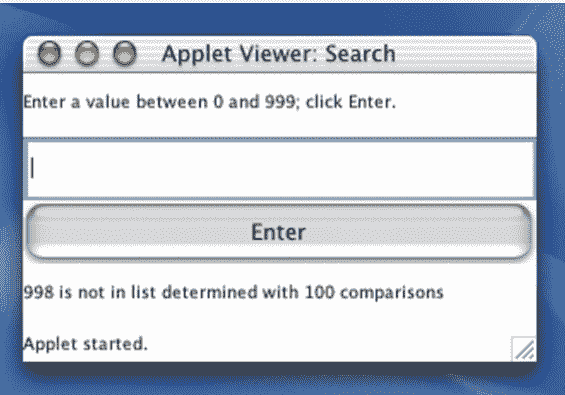 Applet Viewer: Search
Enter a value between 0 and 999; click Enter.
Enter
998 is not in list determined with 100 comparisons
Applet started.